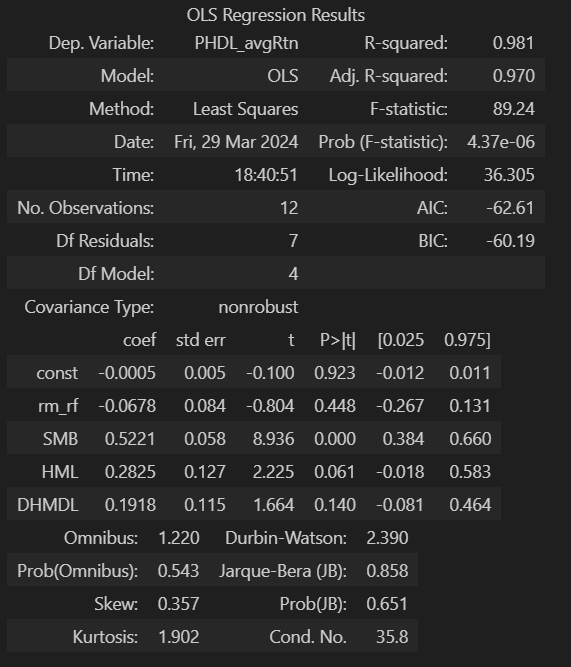 OLS Regression Results
Dep. Variable: PHDL_avgRtn R-squared: 0.981
Model: OLS Adj. R-squared: 0.970
Method: Least Squares F-statistic: 89.24
Date: Fri, 29 Mar 2024 Prob (F-statistic): 4.37e-06
Time: 18:40:51 Log-Likelihood: 36.305
No. Observations: 12 AIC: -62.61
Df Residuals: 7 BIC: -60.19
Df Model: 4
Covariance Type: nonrobust
coef std err t P>|t| [0.025 0.975]
const -0.0005 0.005 -0.100 0.923 -0.012 0.011
rm_rf -0.0678 0.084 -0.804 0.448 -0.267 0.131
SMB 0.5221 0.058 8.936 0.000 0.384 0.660
HML 0.2825 0.127 2.225 0.061 -0.018 0.583
DHMDL 0.1918 0.115 1.664 0.140 -0.081 0.464
Omnibus: 1.220 Durbin-Watson: 2.390
Prob(Omnibus): 0.543 Jarque-Bera (JB): 0.858
Skew: 0.357 Prob(JB): 0.651
Kurtosis: 1.902 Cond. No. 35.8